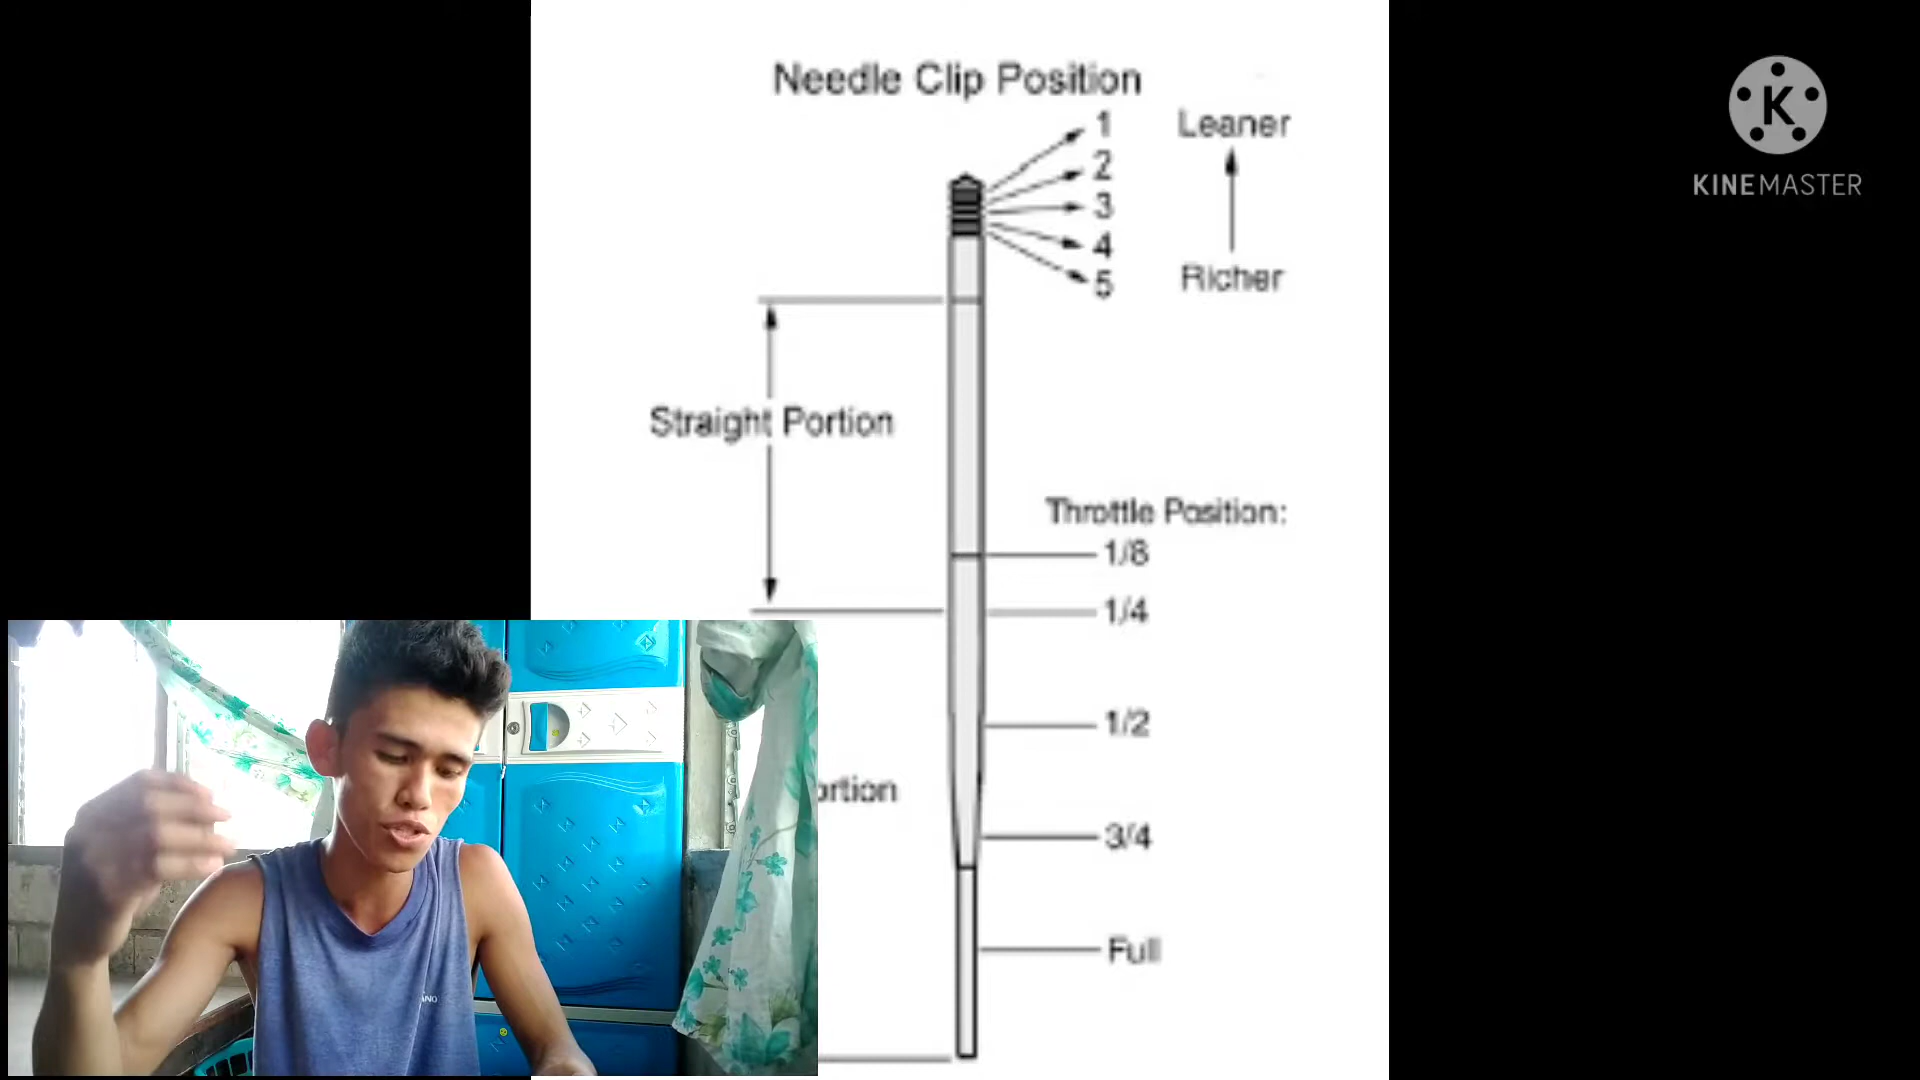 Needle Clip Position
1
2
3
4
5
Leaner
Richer
Straight Portion
Throttle Position:
1/8
1/4
1/2
ortion
3/4
Full
KINEMASTER